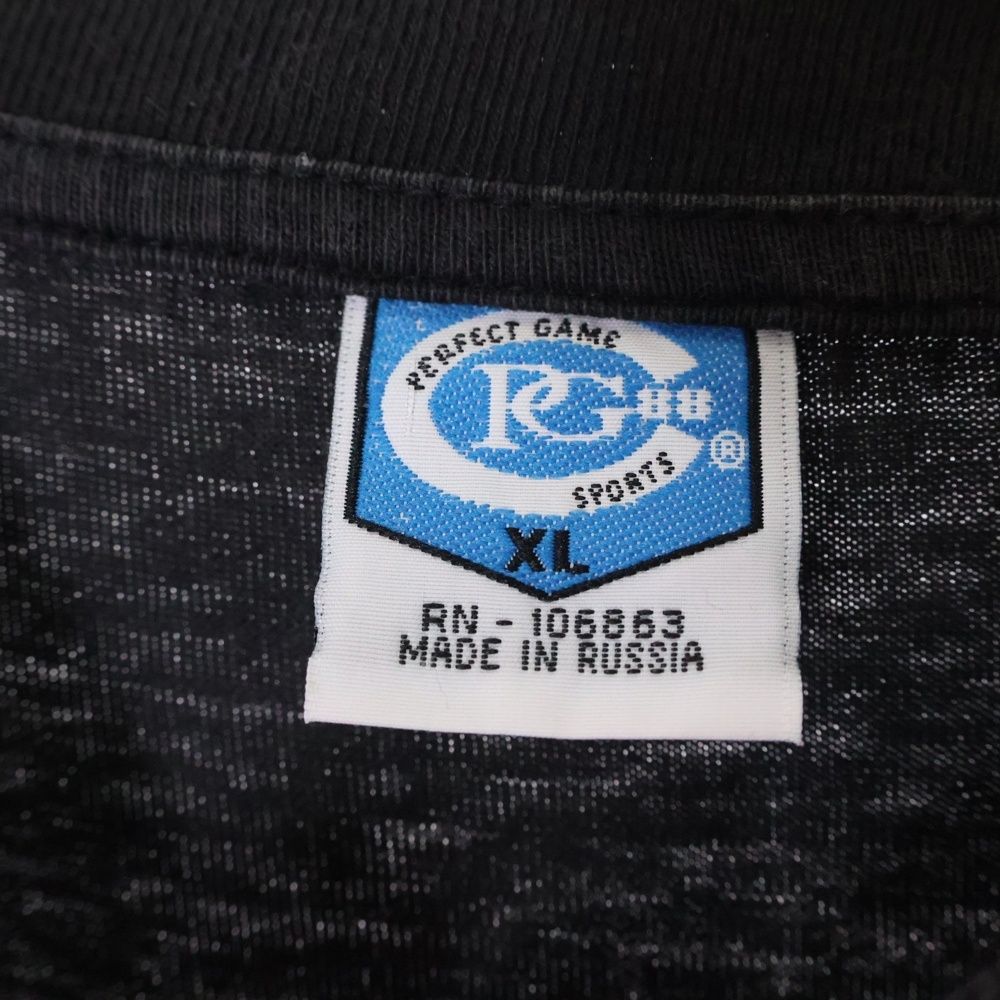 PERFECT GAME
PG
®
SPORTS
XL
RN - 106863
MADE IN RUSSIA